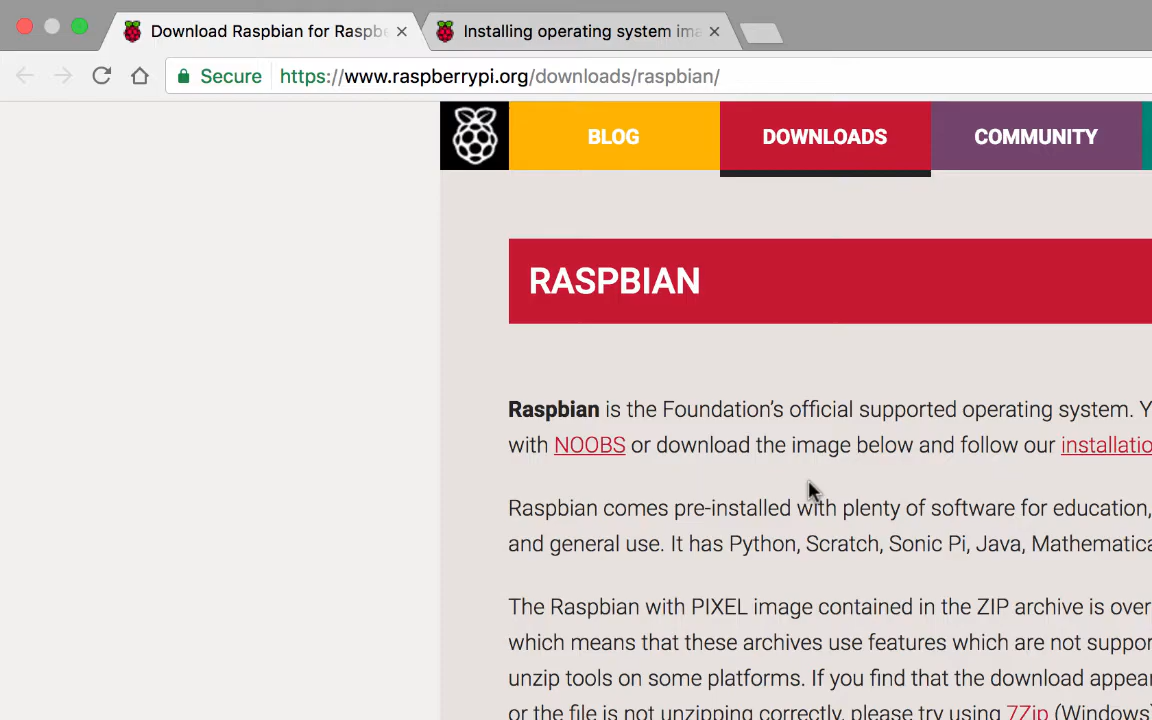 Download Raspbian for Raspbe
Installing operating system ima
Secure https://www.raspberrypi.org/downloads/raspbian/
BLOG DOWNLOADS COMMUNITY
RASPBIAN
Raspbian is the Foundation's official supported operating system. Y
with NOOBS or download the image below and follow our installatio
Raspbian comes pre-installed with plenty of software for education,
and general use. It has Python, Scratch, Sonic Pi, Java, Mathematica
The Raspbian with PIXEL image contained in the ZIP archive is over
which means that these archives use features which are not suppor
unzip tools on some platforms. If you find that the download appear
or the file is not unzipping correctly, please try using 7Zip (Windows)